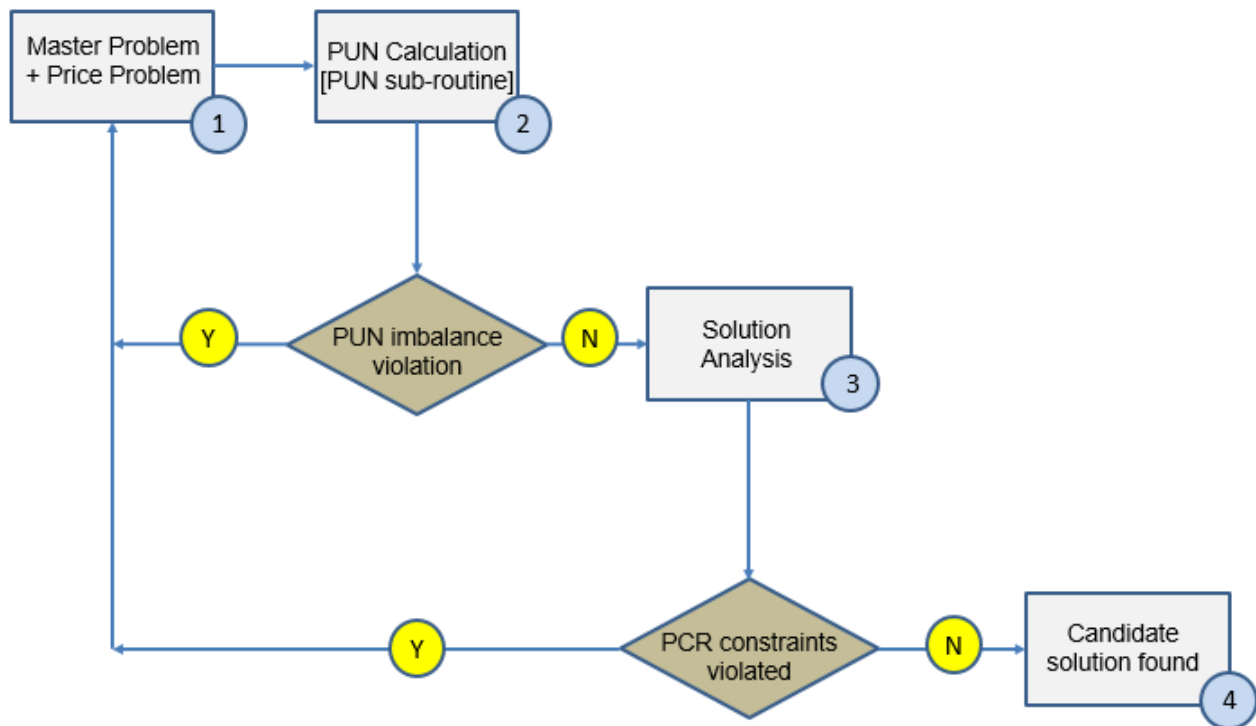 Master Problem
+ Price Problem
1
PUN Calculation
[PUN sub-routine]
2
Y
PUN imbalance
violation
N
Solution
Analysis
3
Y
PCR constraints
violated
N
Candidate
solution found
4